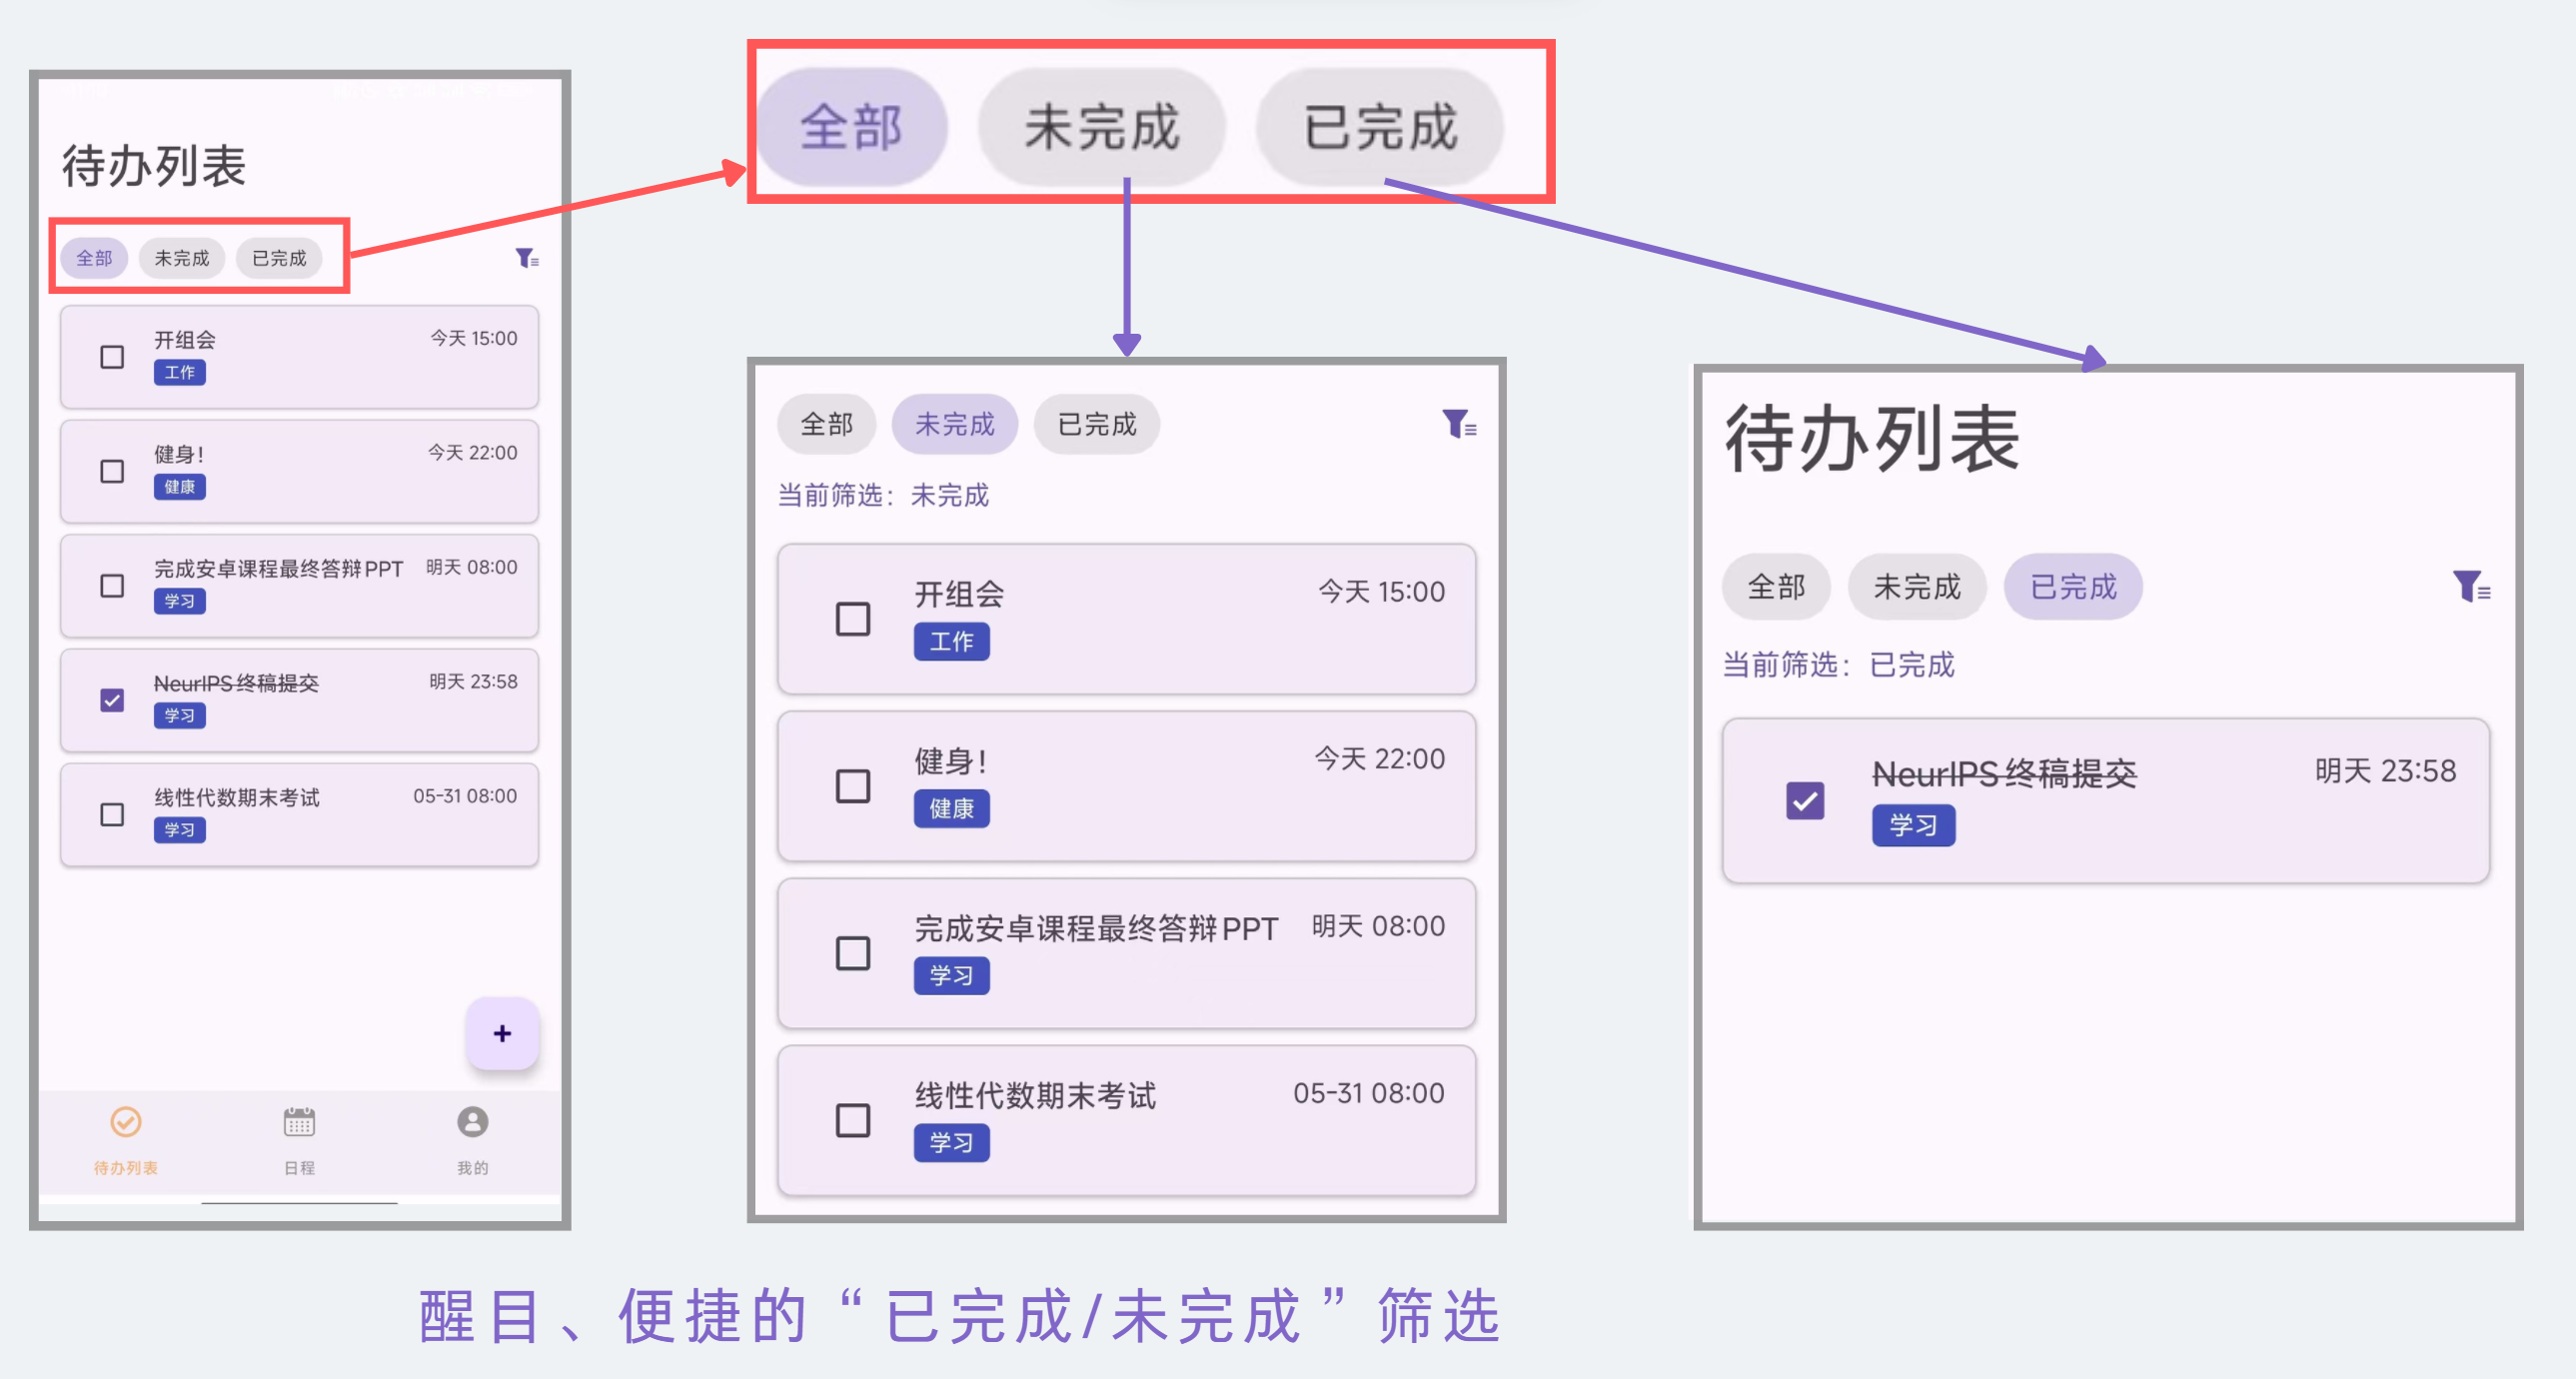 待办列表
全部 未完成 已完成
开组会 今天 15:00
工作
健身！ 今天 22:00
健康
完成安卓课程最终答辩PPT 明天 08:00
学习
NeurIPS终稿提交 明天 23:58
学习
线性代数期末考试 05-31 08:00
学习
+
待办列表 日程 我的
全部 未完成 已完成
全部 未完成 已完成
当前筛选：未完成
开组会 今天 15:00
工作
健身！ 今天 22:00
健康
完成安卓课程最终答辩PPT 明天 08:00
学习
线性代数期末考试 05-31 08:00
学习
待办列表
全部 未完成 已完成
当前筛选：已完成
NeurIPS终稿提交 明天 23:58
学习
醒目、便捷的“已完成/未完成”筛选